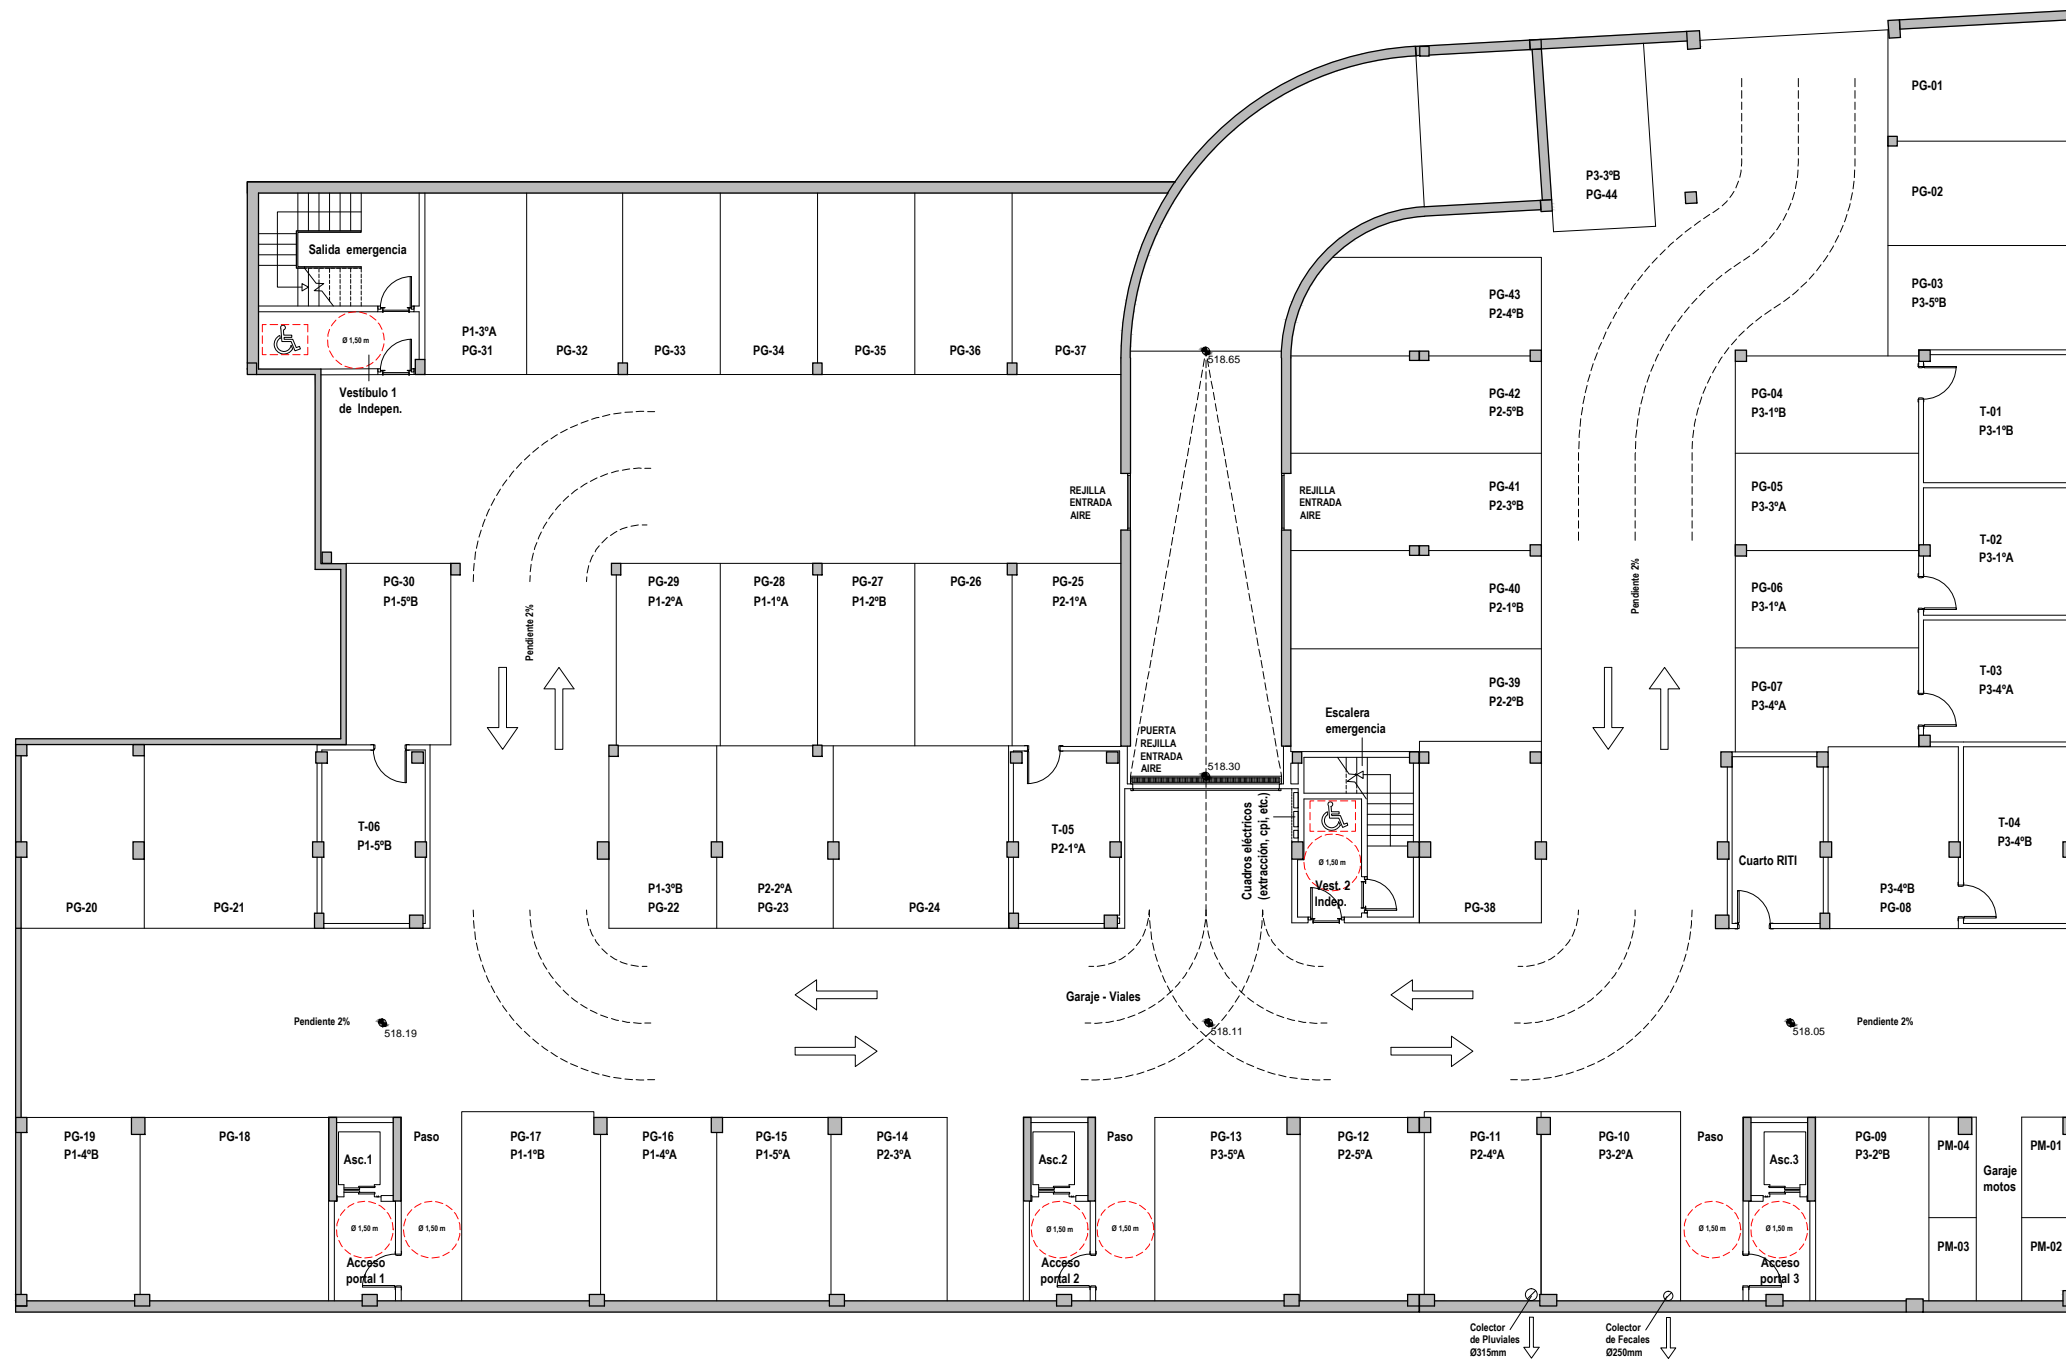 PG-01
P3-3ºB
PG-44
PG-02
Salida emergencia
PG-03
P3-5ºB
PG-43
P2-4ºB
P1-3ºA
PG-31
PG-32
PG-33
PG-34
PG-35
PG-36
PG-37
Ø 1,50 m
518.65
Vestíbulo 1
de Indepen.
PG-42
P2-5ºB
PG-04
P3-1ºB
T-01
P3-1ºB
REJILLA
ENTRADA
AIRE
REJILLA
ENTRADA
AIRE
PG-41
P2-3ºB
PG-05
P3-3ºA
T-02
P3-1ºA
PG-30
P1-5ºB
Pendiente 2%
PG-29
P1-2ºA
PG-28
P1-1ºA
PG-27
P1-2ºB
PG-26
PG-25
P2-1ºA
PG-40
P2-1ºB
Pendiente 2%
PG-06
P3-1ºA
T-03
P3-4ºA
PG-39
P2-2ºB
PG-07
P3-4ºA
Escalera
emergencia
PUERTA
REJILLA
ENTRADA
AIRE
518.30
Cuadros eléctricos
(extracción, cpi, etc.)
T-06
P1-5ºB
T-05
P2-1ºA
T-04
P3-4ºB
Ø 1,50 m
Vest. 2
Indep.
Cuarto RITI
PG-20
PG-21
P1-3ºB
PG-22
P2-2ºA
PG-23
PG-24
PG-38
P3-4ºB
PG-08
Garaje - Viales
Pendiente 2%
518.19
518.11
518.05
Pendiente 2%
PG-19
P1-4ºB
PG-18
Asc.1
Paso
PG-17
P1-1ºB
PG-16
P1-4ºA
PG-15
P1-5ºA
PG-14
P2-3ºA
Asc.2
Paso
PG-13
P3-5ºA
PG-12
P2-5ºA
PG-11
P2-4ºA
PG-10
P3-2ºA
Paso
Asc.3
PG-09
P3-2ºB
PM-04
Garaje
motos
PM-01
Ø 1,50 m
Ø 1,50 m
Ø 1,50 m
Ø 1,50 m
Ø 1,50 m
Ø 1,50 m
PM-03
PM-02
Acceso
portal 1
Acceso
portal 2
Acceso
portal 3
Colector
de Pluviales
Ø315mm
Colector
de Fecales
Ø250mm